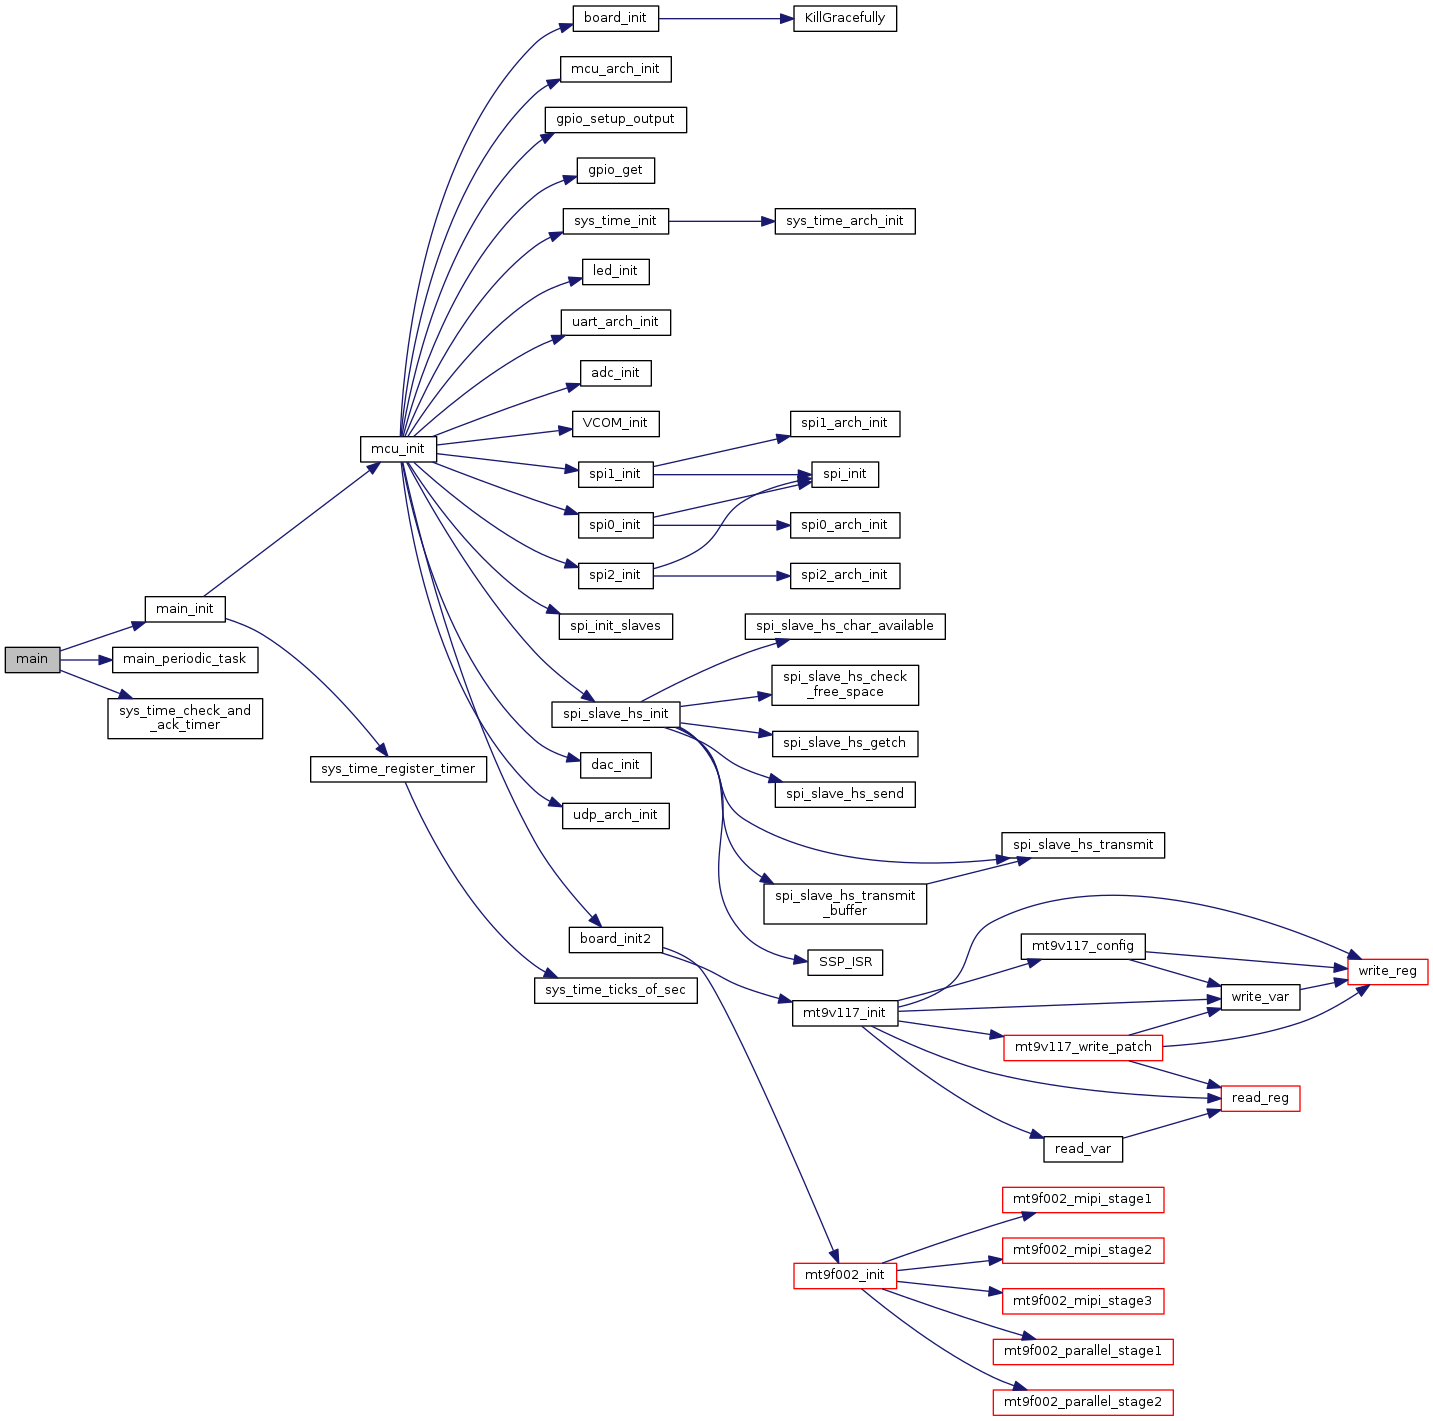 board_init
KillGracefully
mcu_arch_init
gpio_setup_output
gpio_get
sys_time_init
sys_time_arch_init
led_init
uart_arch_init
adc_init
VCOM_init
spi1_arch_init
mcu_init
spi1_init
spi_init
spi0_init
spi0_arch_init
spi2_init
spi2_arch_init
main_init
spi_init_slaves
spi_slave_hs_char_available
main
main_periodic_task
spi_slave_hs_check
_free_space
sys_time_check_and
_ack_timer
spi_slave_hs_init
spi_slave_hs_getch
sys_time_register_timer
dac_init
spi_slave_hs_send
udp_arch_init
spi_slave_hs_transmit
spi_slave_hs_transmit
_buffer
board_init2
mt9v117_config
SSP_ISR
write_reg
sys_time_ticks_of_sec
write_var
mt9v117_init
mt9v117_write_patch
read_reg
read_var
mt9f002_mipi_stage1
mt9f002_mipi_stage2
mt9f002_init
mt9f002_mipi_stage3
mt9f002_parallel_stage1
mt9f002_parallel_stage2